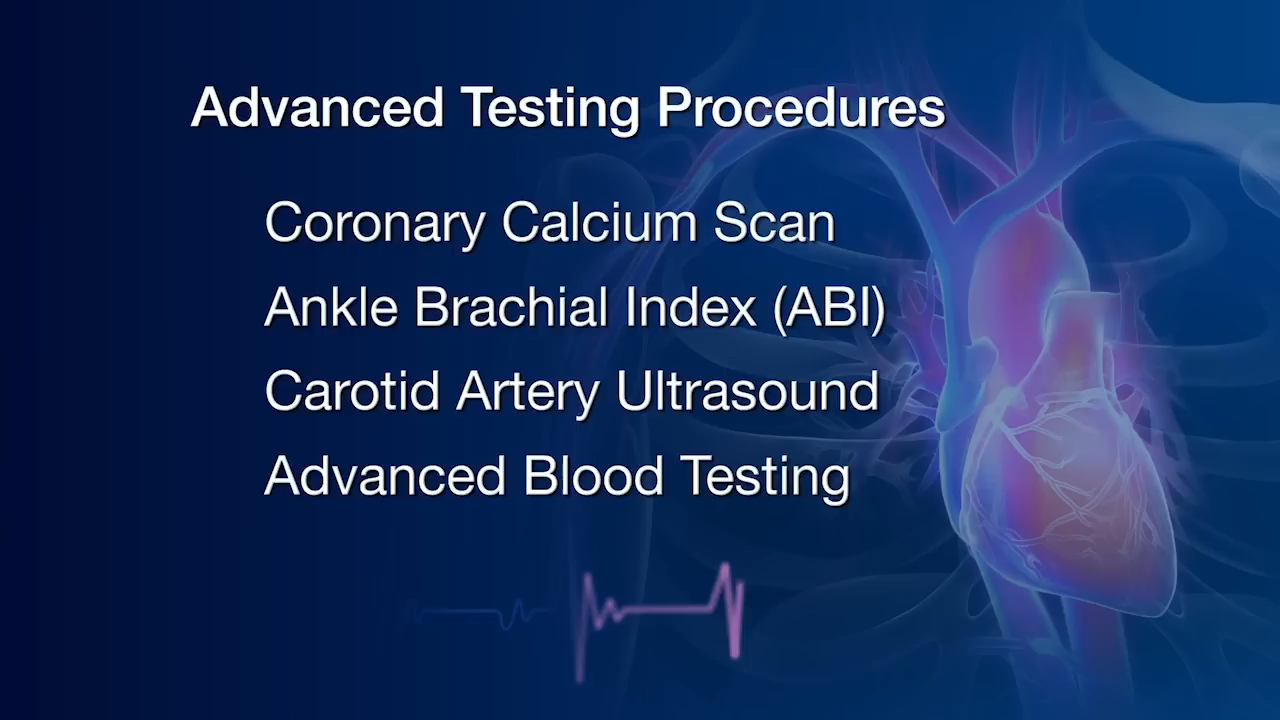 Advanced Testing Procedures
Coronary Calcium Scan
Ankle Brachial Index (ABI)
Carotid Artery Ultrasound
Advanced Blood Testing